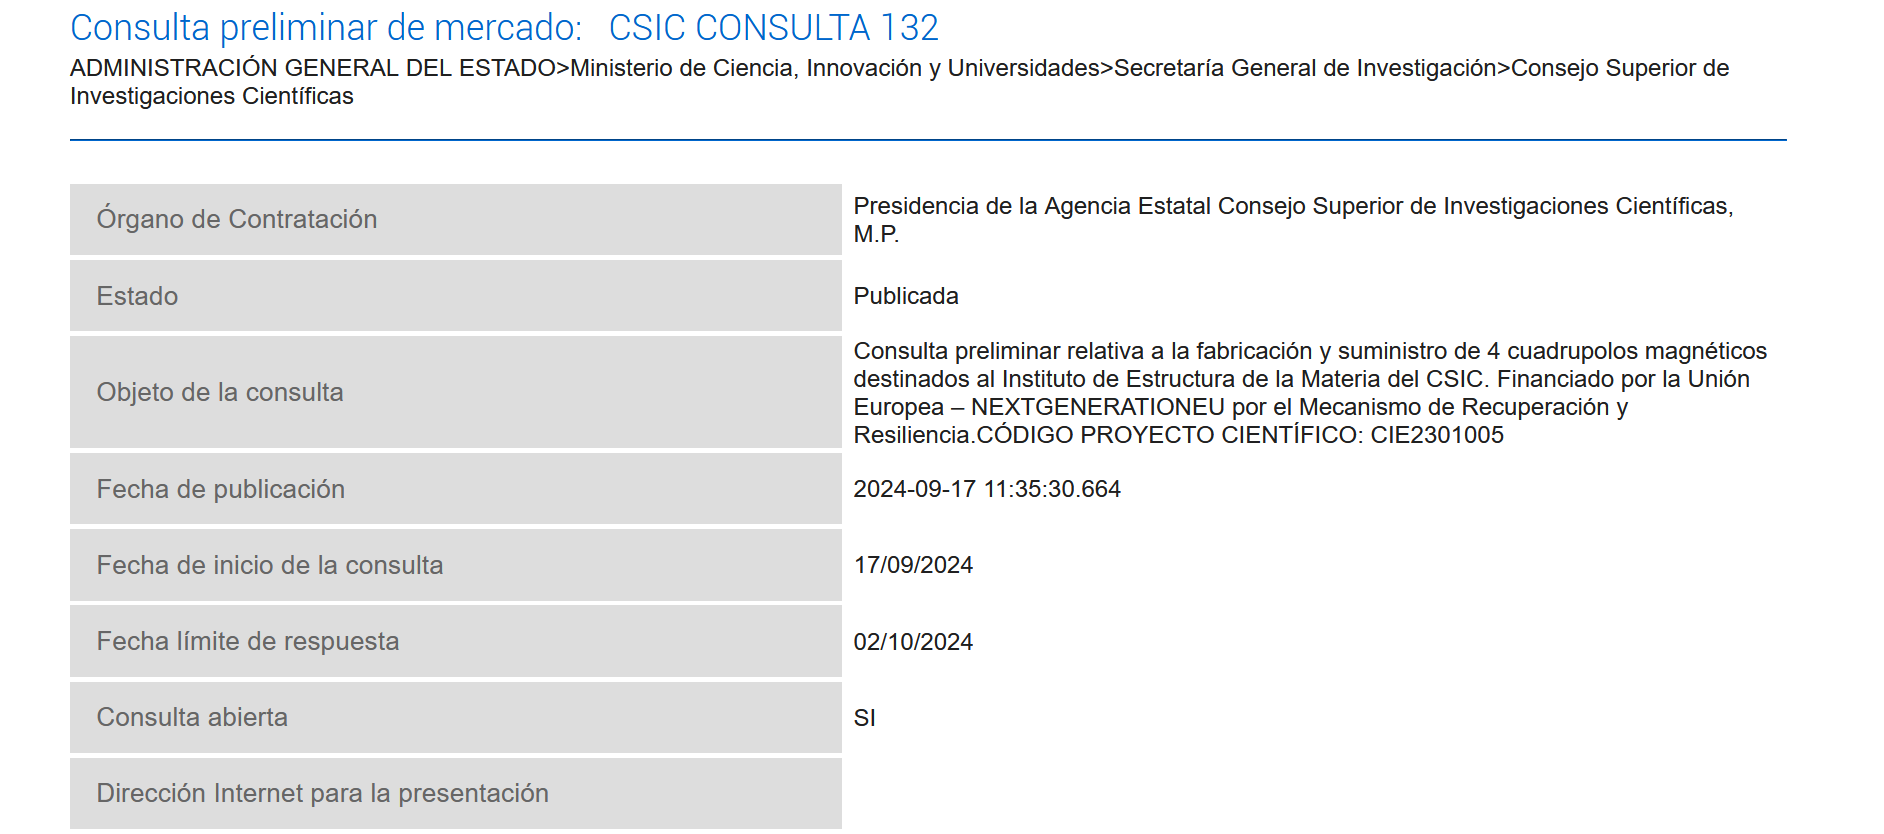 Consulta preliminar de mercado: CSIC CONSULTA 132
ADMINISTRACIÓN GENERAL DEL ESTADO>Ministerio de Ciencia, Innovación y Universidades>Secretaría General de Investigación>Consejo Superior de
Investigaciones Científicas
Órgano de Contratación
Presidencia de la Agencia Estatal Consejo Superior de Investigaciones Científicas,
M.P.
Estado
Publicada
Objeto de la consulta
Consulta preliminar relativa a la fabricación y suministro de 4 cuadrupolos magnéticos
destinados al Instituto de Estructura de la Materia del CSIC. Financiado por la Unión
Europea – NEXTGENERATIONEU por el Mecanismo de Recuperación y
Resiliencia.CÓDIGO PROYECTO CIENTÍFICO: CIE2301005
Fecha de publicación
2024-09-17 11:35:30.664
Fecha de inicio de la consulta
17/09/2024
Fecha límite de respuesta
02/10/2024
Consulta abierta
SI
Dirección Internet para la presentación